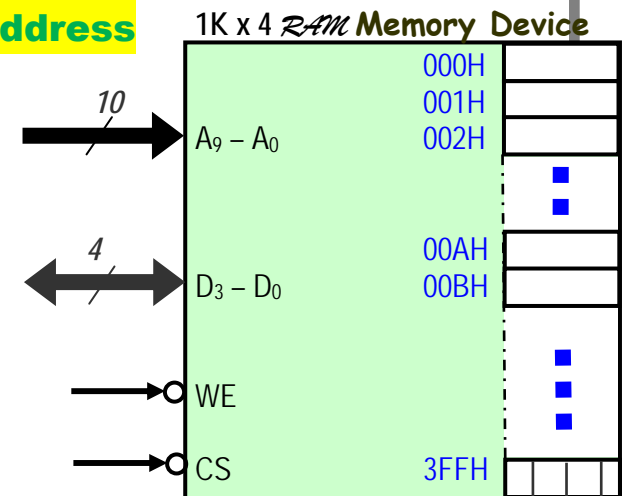 ddress
1K x 4 RAM Memory Device
000H
001H
10
A₉ – A₀
002H
00AH
4
D₃ – D₀
00BH
WE
CS
3FFH